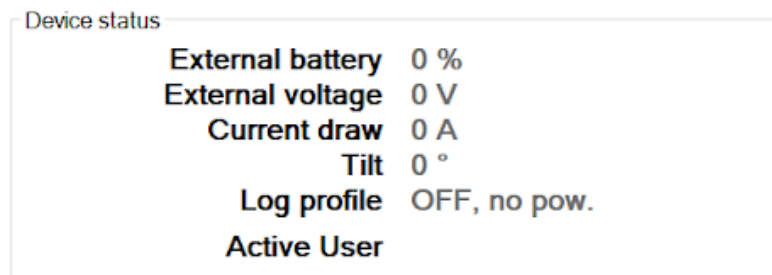 Device status
External battery 0 %
External voltage 0 V
Current draw 0 A
Tilt 0 °
Log profile OFF, no pow.
Active User